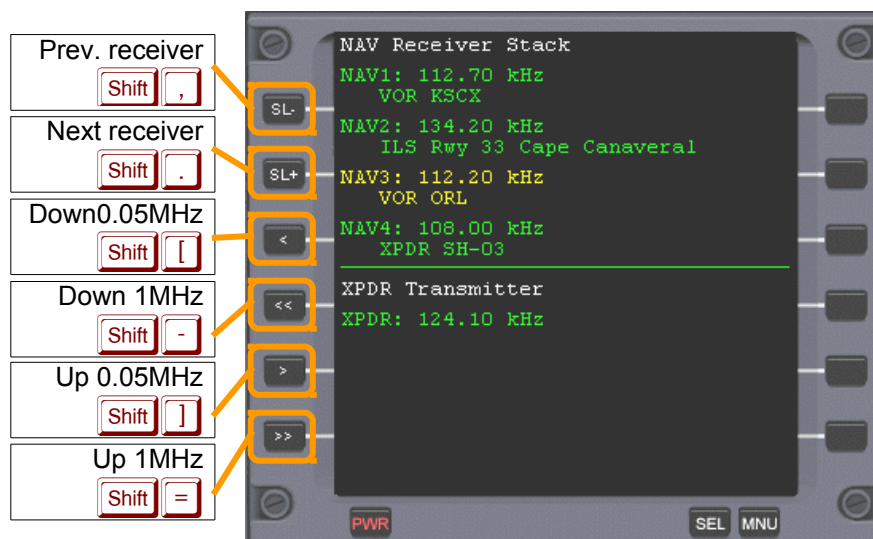 Prev. receiver
Shift ,
Next receiver
Shift .
Down0.05MHz
Shift [
Down 1MHz
Shift -
Up 0.05MHz
Shift ]
Up 1MHz
Shift =
SL-
SL+
<
<<
>
>>
NAV Receiver Stack
NAV1: 112.70 kHz
VOR KSCX
NAV2: 134.20 kHz
ILS Rwy 33 Cape Canaveral
NAV3: 112.20 kHz
VOR ORL
NAV4: 108.00 kHz
XPDR SH-03
XPDR Transmitter
XPDR: 124.10 kHz
PWR SEL MNU